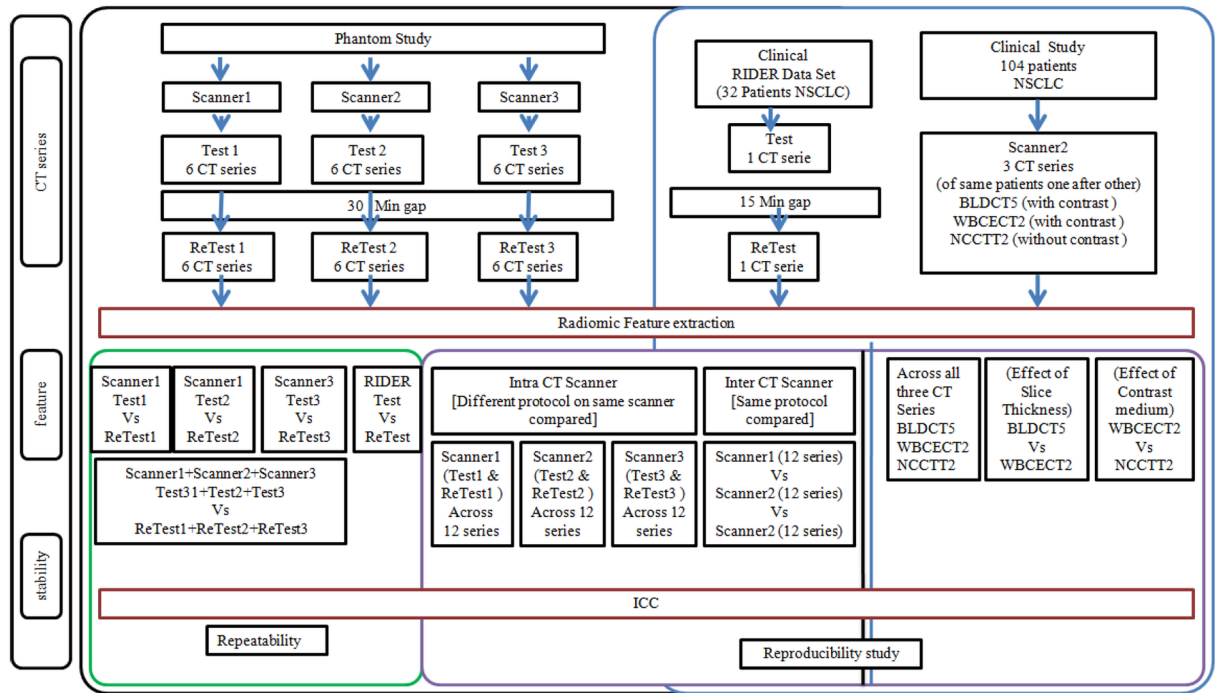 CT series
feature
stability
Phantom Study
Scanner1
Scanner2
Scanner3
Test 1
6 CT series
Test 2
6 CT series
Test 3
6 CT series
30 Min gap
ReTest 1
6 CT series
ReTest 2
6 CT series
ReTest 3
6 CT series
Clinical
RIDER Data Set
(32 Patients NSCLC)
Test
1 CT serie
15 Min gap
ReTest
1 CT serie
Clinical Study
104 patients
NSCLC
Scanner2
3 CT series
(of same patients one after other)
BLDCT5 (with contrast )
WBCECT2 (with contrast )
NCCTT2 (without contrast )
Radiomic Feature extraction
Scanner1
Test1
Vs
ReTest1
Scanner1
Test2
Vs
ReTest2
Scanner3
Test3
Vs
ReTest3
RIDER
Test
Vs
ReTest
Scanner1+Scanner2+Scanner3
Test31+Test2+Test3
Vs
ReTest1+ReTest2+ReTest3
Intra CT Scanner
[Different protocol on same scanner
compared]
Inter CT Scanner
[Same protocol
compared]
Scanner1
(Test1 &
ReTest1 )
Across
12 series
Scanner2
(Test2 &
ReTest2 )
Across 12
series
Scanner3
(Test3 &
ReTest3 )
Across 12
series
Scanner1 (12 series)
Vs
Scanner2 (12 series)
Vs
Scanner2 (12 series)
Across all
three CT
Series
BLDCT5
WBCECT2
NCCTT2
(Effect of
Slice
Thickness)
BLDCT5
Vs
WBCECT2
(Effect of
Contrast
medium)
WBCECT2
Vs
NCCTT2
ICC
Repeatability
Reproducibility study